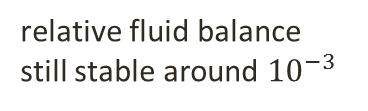 relative fluid balance
still stable around 10⁻³